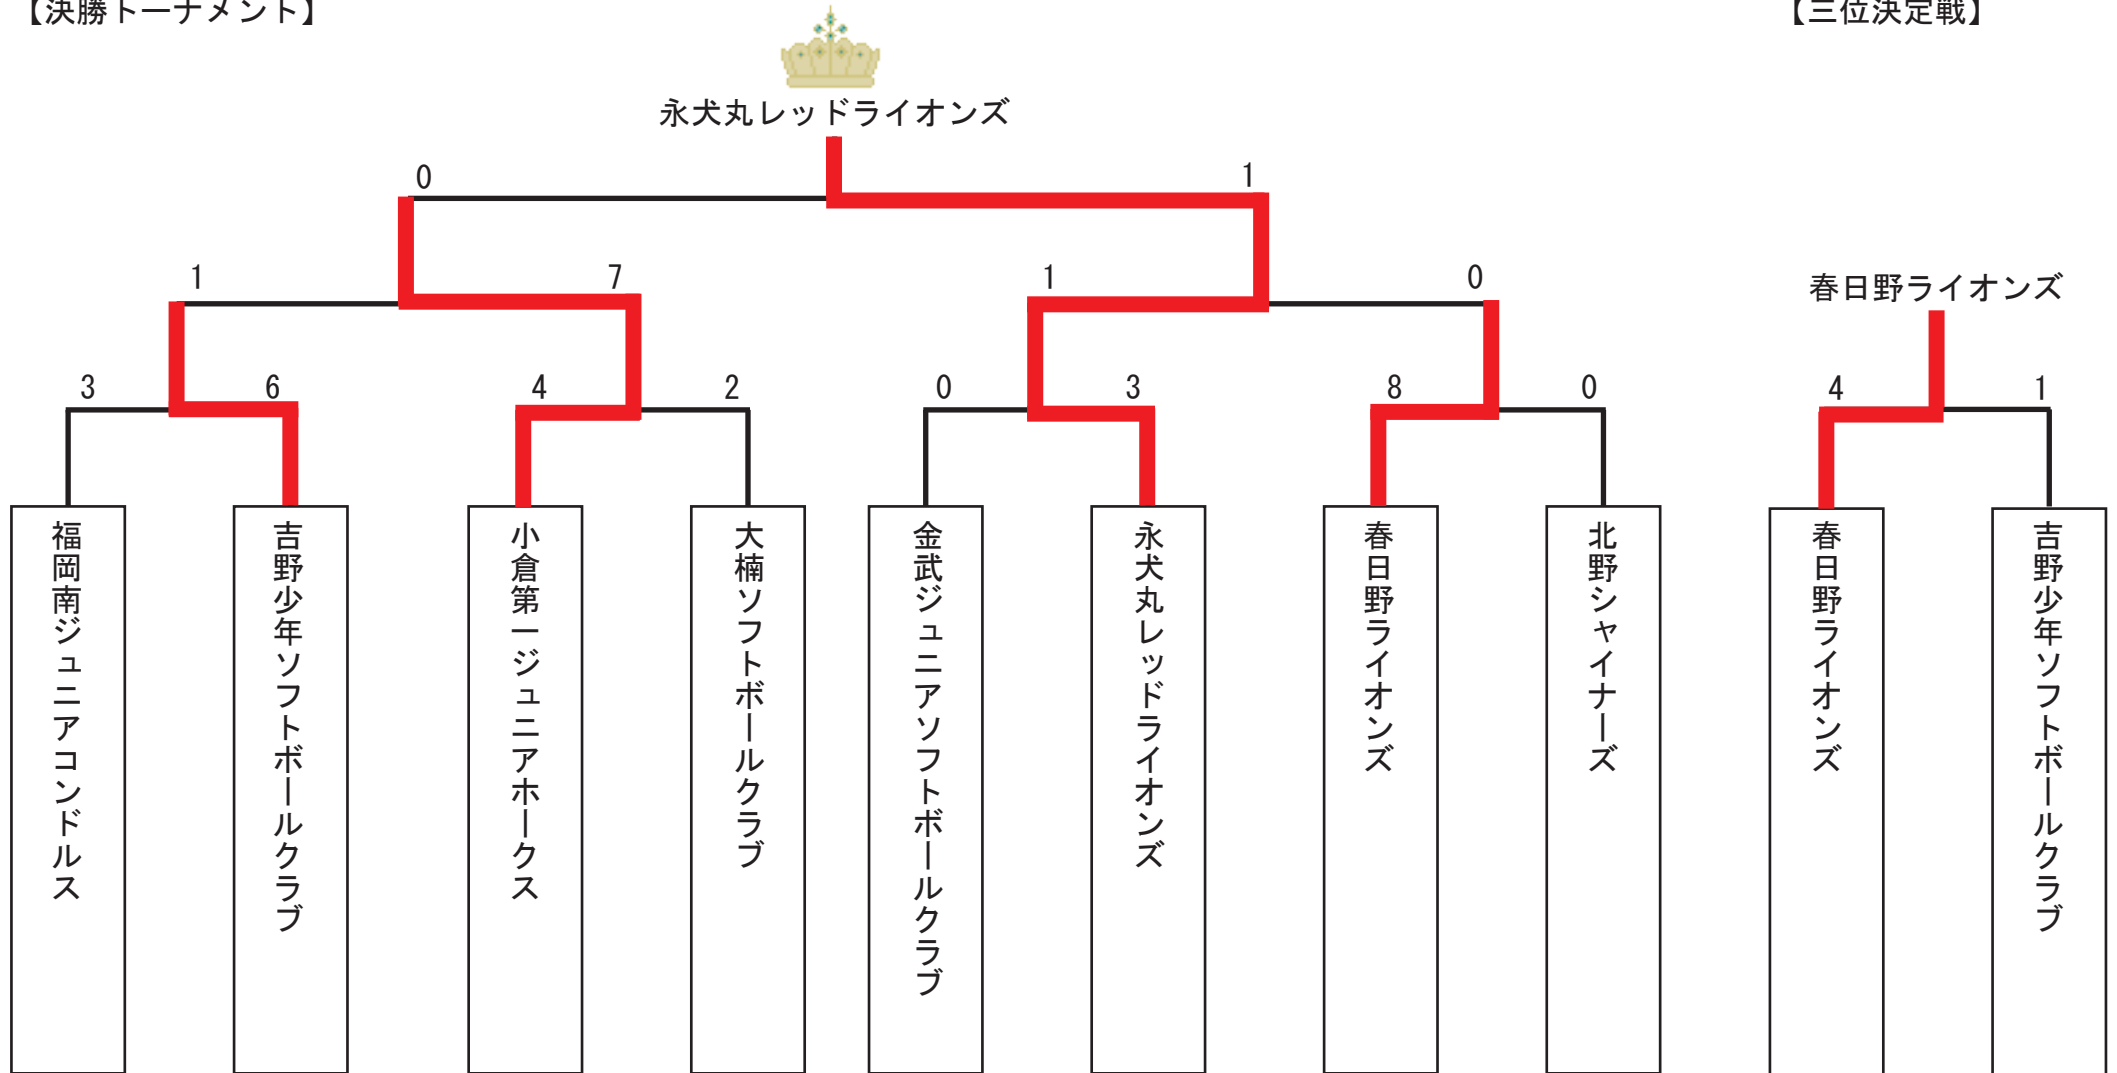 【決勝トーナメント】
【三位決定戦】
永犬丸レッドライオンズ
0
1
1
7
1
0
春日野ライオンズ
3
6
4
2
0
3
8
0
4
1
福岡南ジュニアコンドルス
吉野少年ソフトボールクラブ
小倉第一ジュニアホークス
大楠ソフトボールクラブ
金武ジュニアソフトボールクラブ
永犬丸レッドライオンズ
春日野ライオンズ
北野シャイナーズ
春日野ライオンズ
吉野少年ソフトボールクラブ